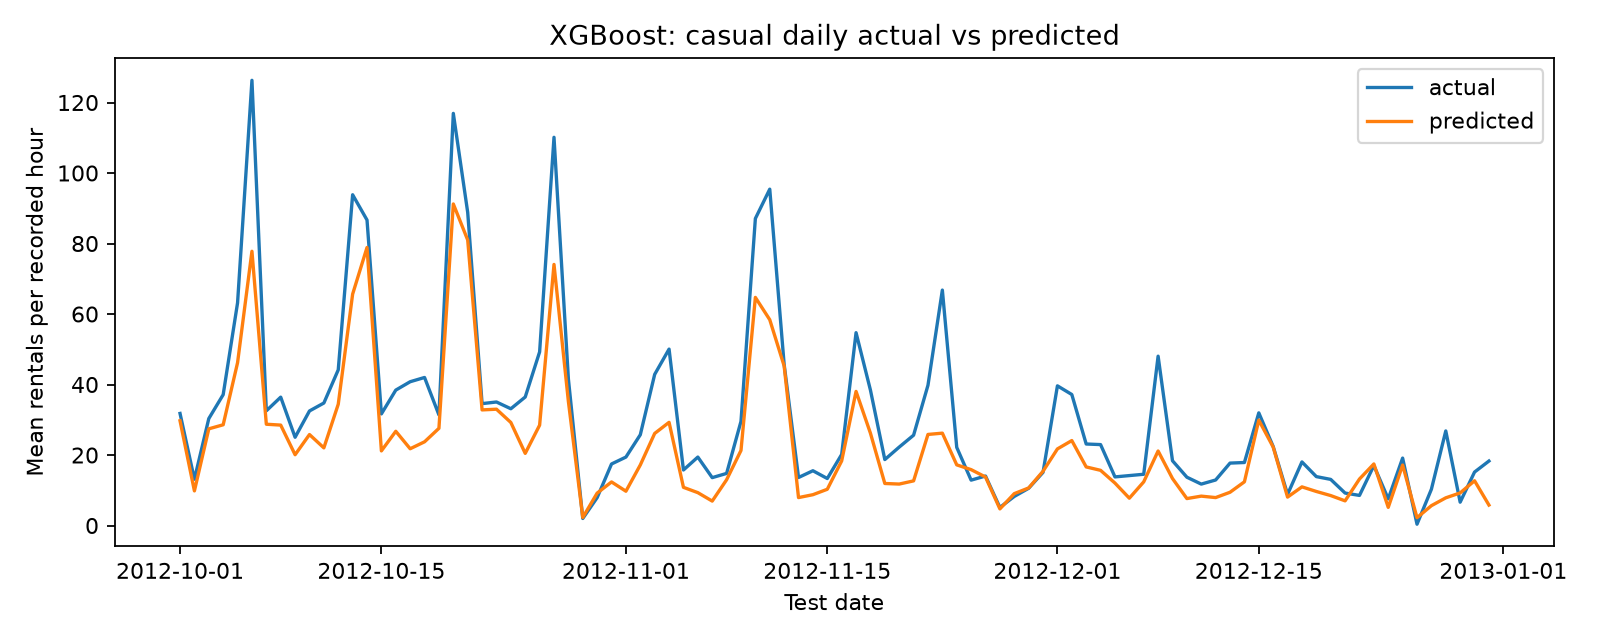 XGBoost: casual daily actual vs predicted
actual
predicted
Mean rentals per recorded hour
120
100
80
60
40
20
0
2012-10-01
2012-10-15
2012-11-01
2012-11-15
2012-12-01
2012-12-15
2013-01-01
Test date